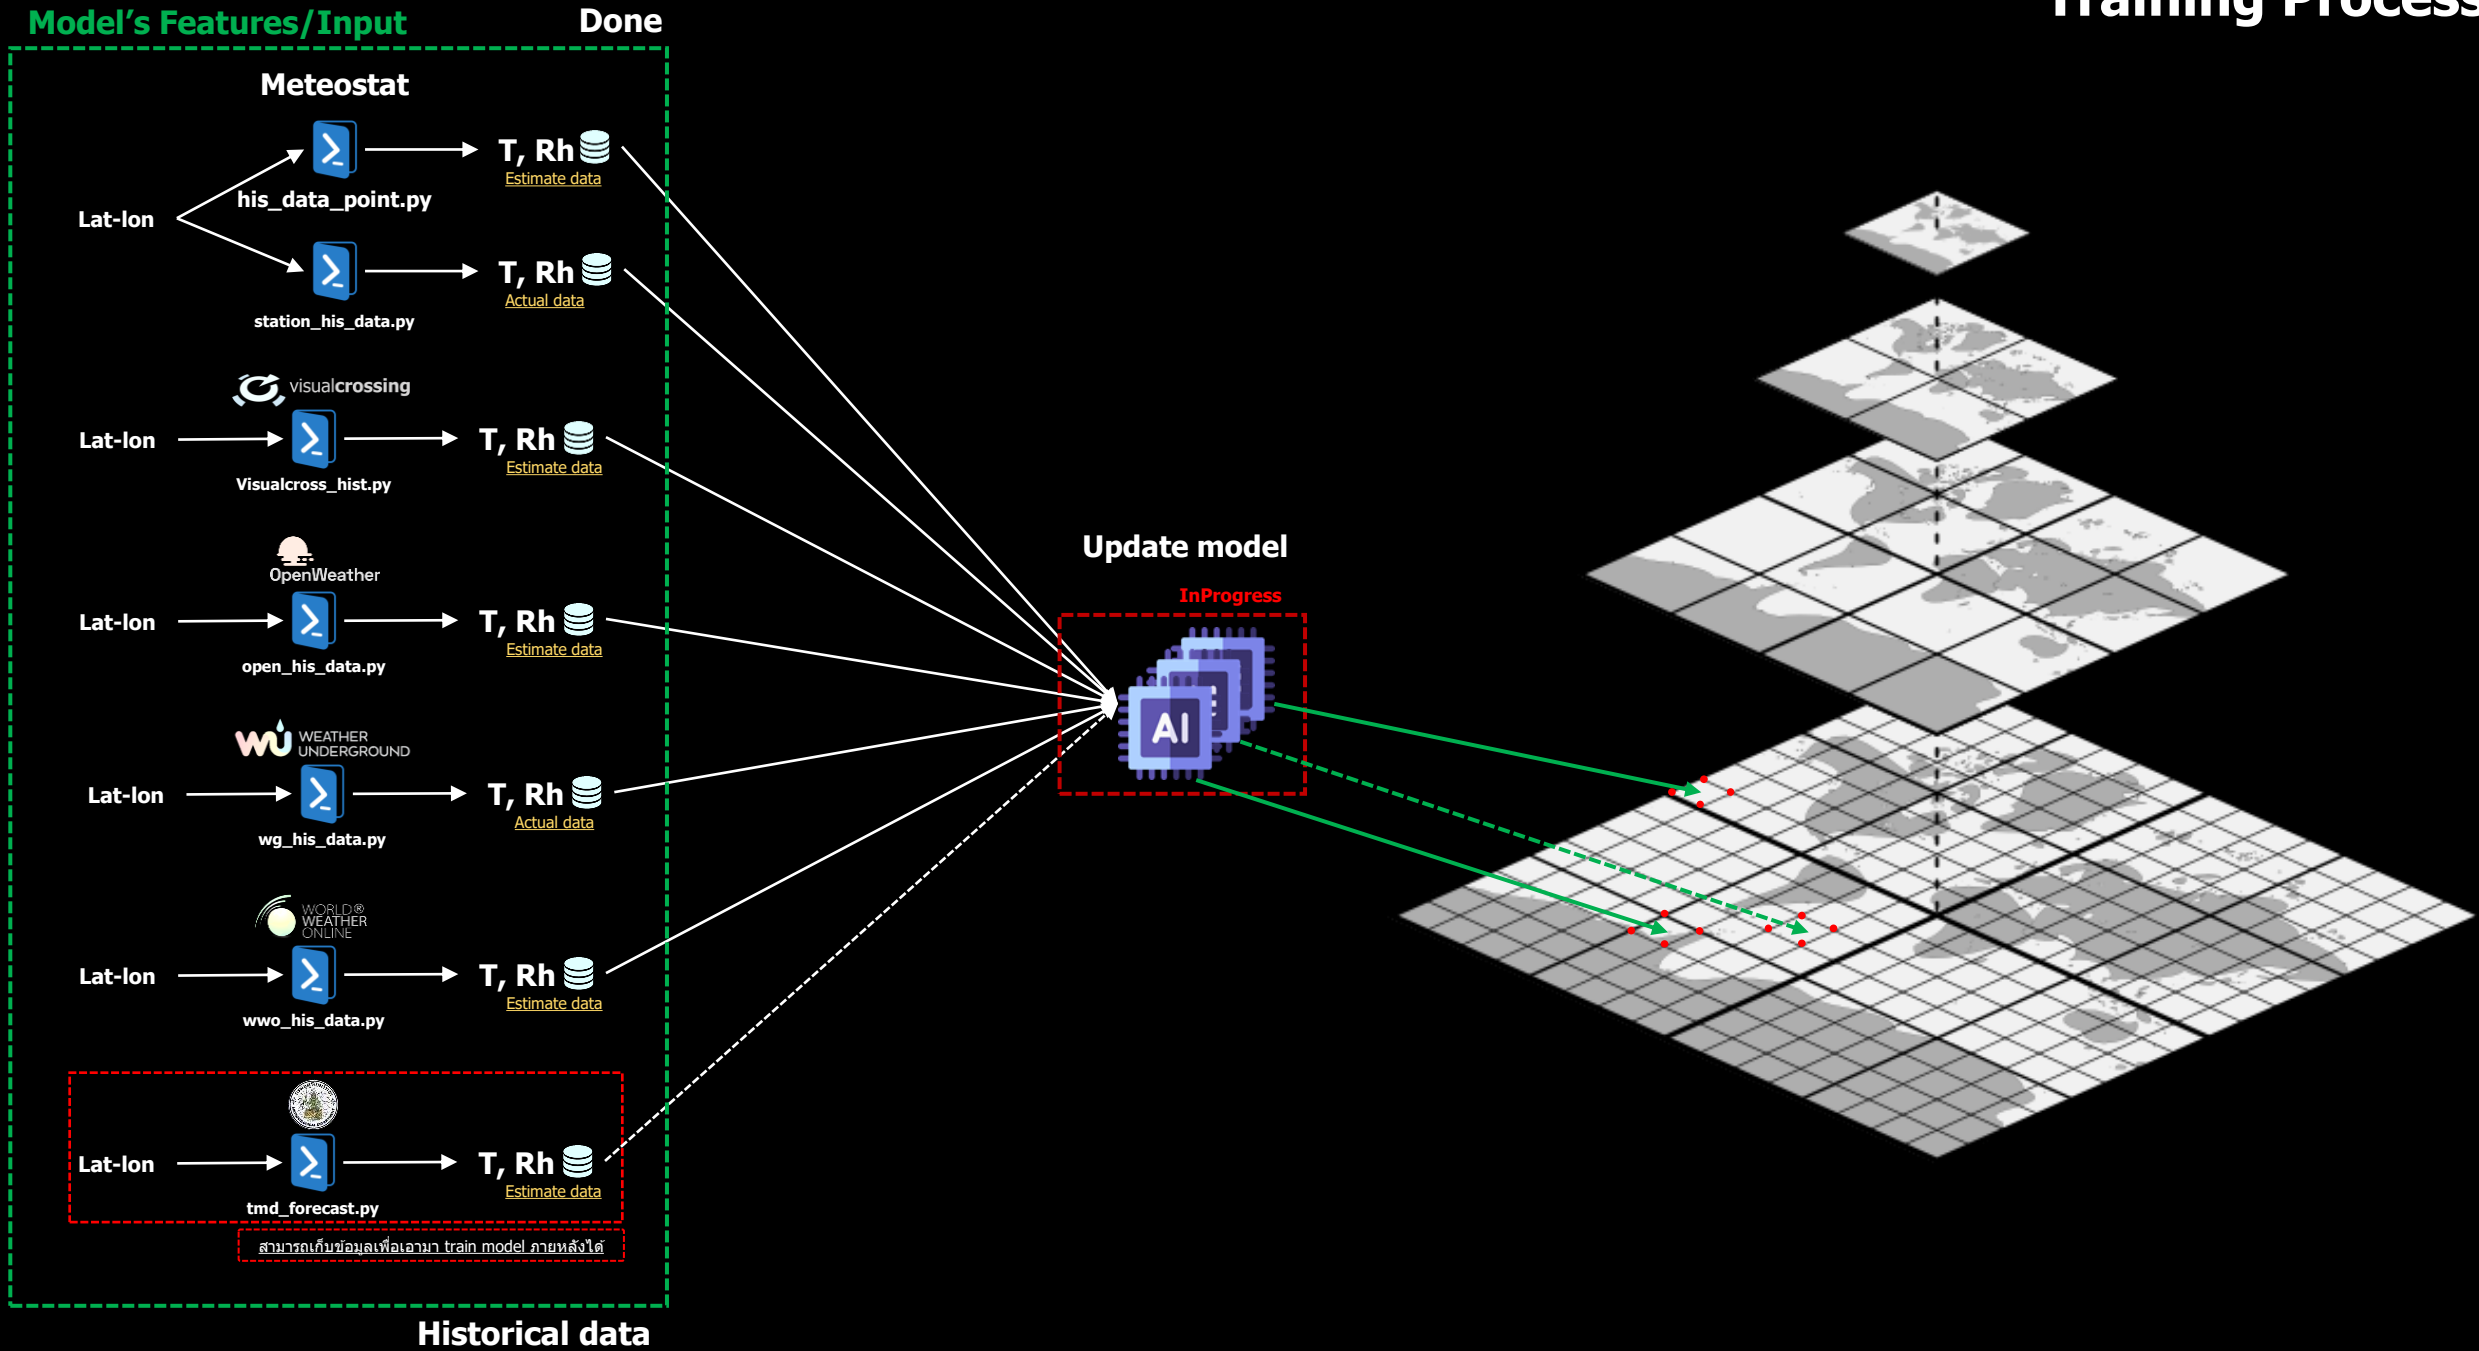 Model's Features/Input
Done
Training Process
Meteostat
Lat-lon
his_data_point.py
T, Rh
Estimate data
station_his_data.py
T, Rh
Actual data
visualcrossing
Lat-lon
Visualcross_hist.py
T, Rh
Estimate data
OpenWeather
Lat-lon
open_his_data.py
T, Rh
Estimate data
WU WEATHER
UNDERGROUND
Lat-lon
wg_his_data.py
T, Rh
Actual data
WORLD®
WEATHER
ONLINE
Lat-lon
wwo_his_data.py
T, Rh
Estimate data
Lat-lon
tmd_forecast.py
T, Rh
Estimate data
สามารถเก็บข้อมูลเพื่อเอามา train model ภายหลังได้
Historical data
Update model
InProgress
AI